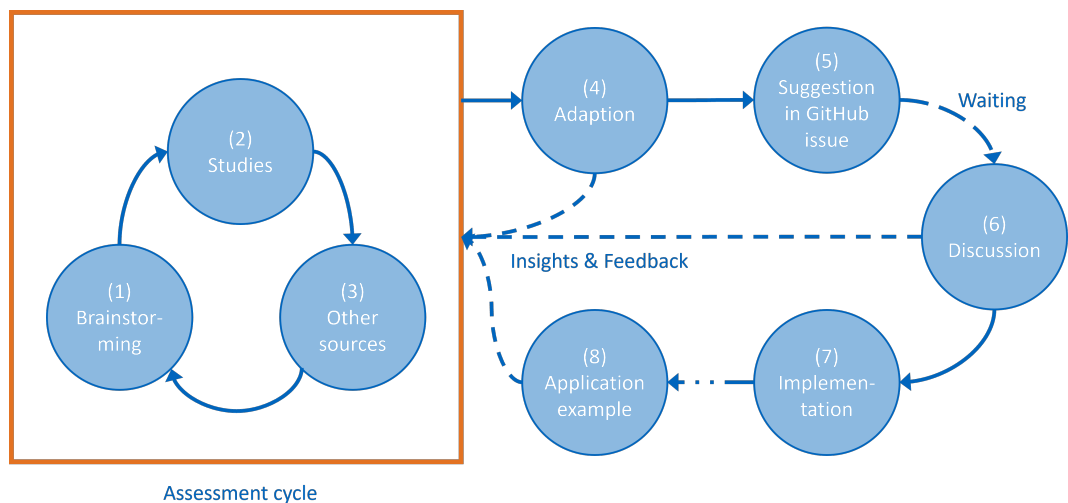 (1)
Brainstor-
ming
(2)
Studies
(3)
Other
sources
Assessment cycle
(4)
Adaption
(5)
Suggestion
in GitHub
issue
Waiting
(6)
Discussion
Insights & Feedback
(7)
Implemen-
tation
(8)
Application
example